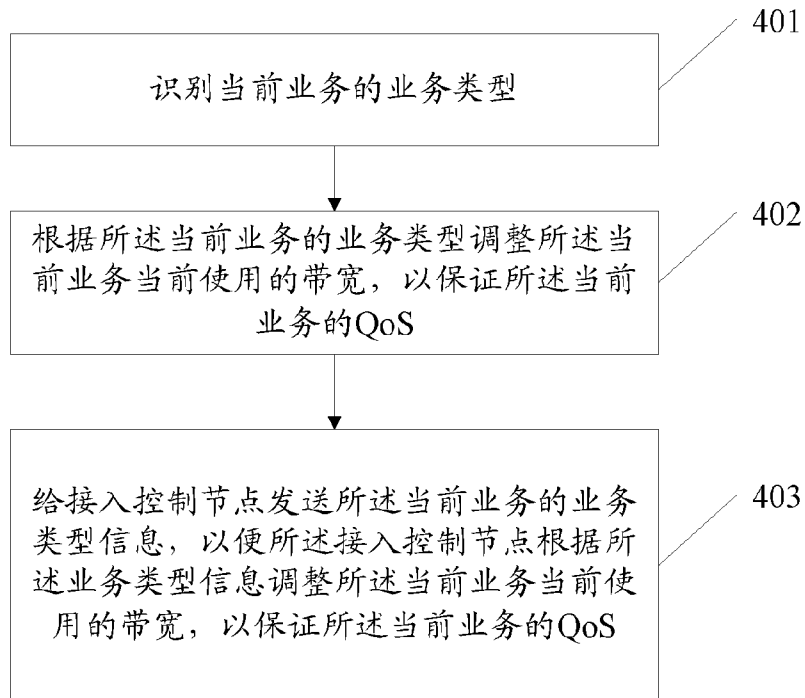 401
识别当前业务的业务类型
402
根据所述当前业务的业务类型调整所述当
前业务当前使用的带宽，以保证所述当前
业务的QoS
403
给接入控制节点发送所述当前业务的业务
类型信息，以便所述接入控制节点根据所
述业务类型信息调整所述当前业务当前使
用的带宽，以保证所述当前业务的QoS